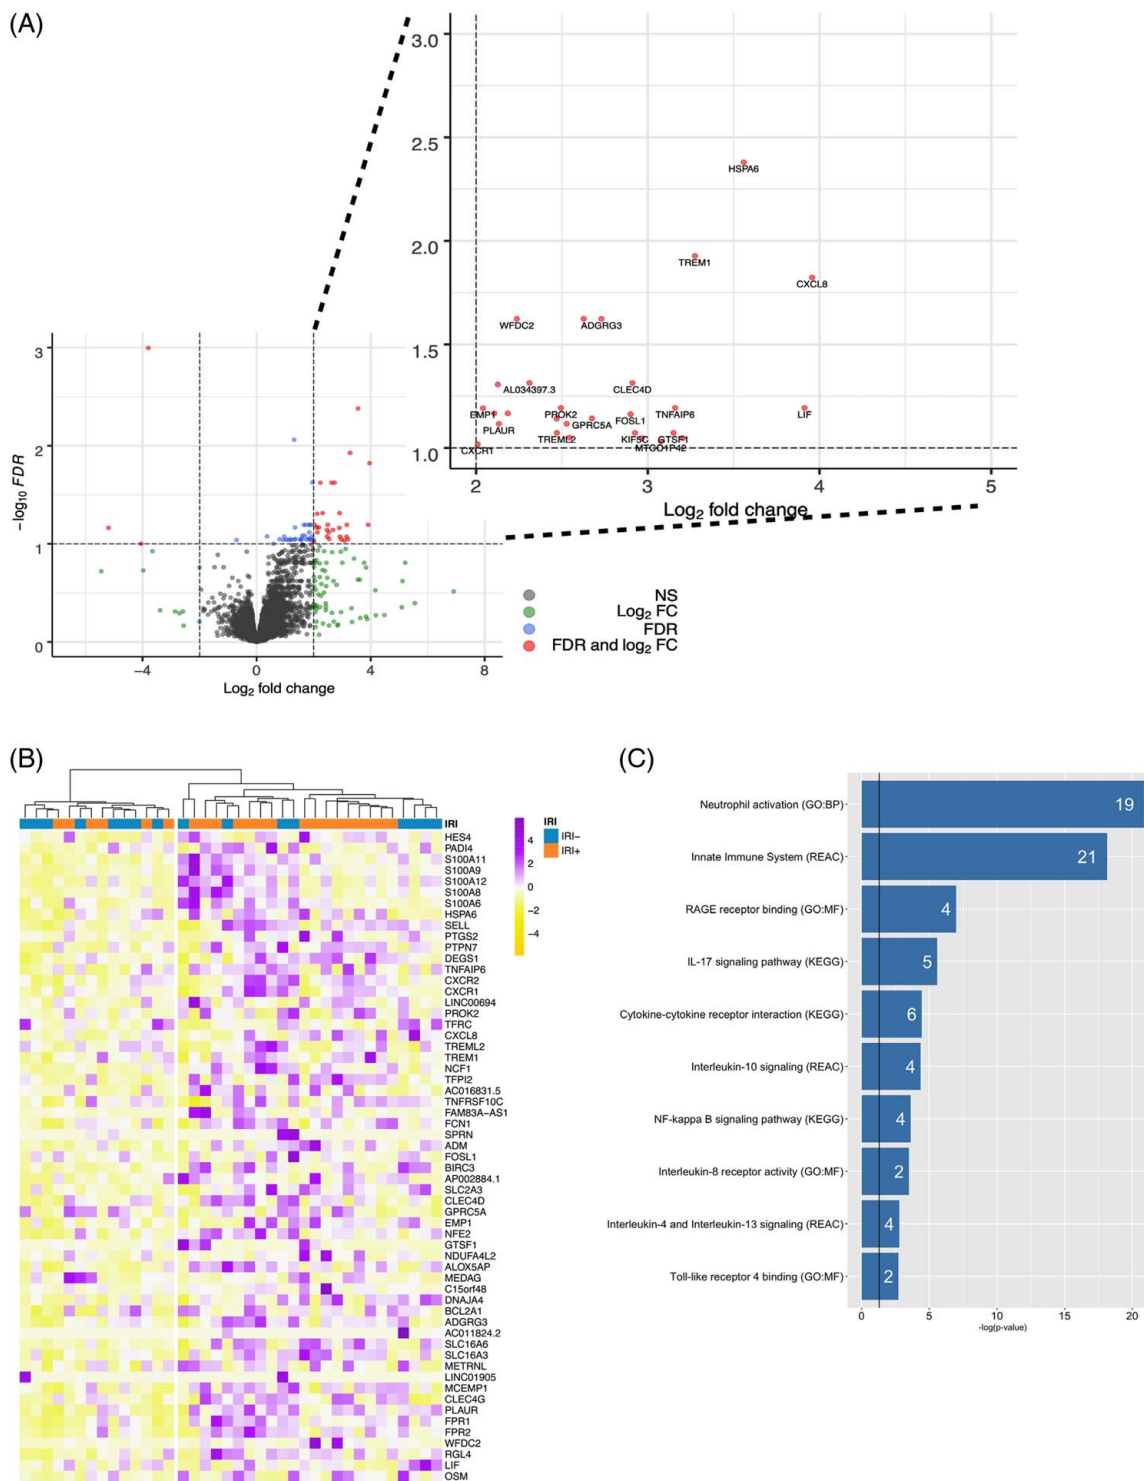 (A)
3.0
2.5
2.0
1.5
1.0
HSPA6
TREM1
CXCL8
WFDC2
ADGRG3
AL034397.3
CLEC4D
EMP1
PROK2
FOSL1
TNFAIP6
LIF
PLAUR
GPRC5A
TREML2
KIF5C
GTSF1
CXCR1
MTCO1P42
2 3 4 5
Log2 fold change
3
2
1
0
−log10 FDR
−4 0 4 8
Log2 fold change
NS
Log2 FC
FDR
FDR and log2 FC
(B)
IRI
HES4
PADI4
S100A11
S100A9
S100A12
S100A8
S100A6
HSPA6
SELL
PTGS2
PTPN7
DEGS1
TNFAIP6
CXCR2
CXCR1
LINC00694
PROK2
TFRC
CXCL8
TREML2
TREM1
NCF1
TFPI2
AC016831.5
TNFRSF10C
FAM83A−AS1
FCN1
SPRN
ADM
FOSL1
BIRC3
AP002884.1
SLC2A3
CLEC4D
GPRC5A
EMP1
NFE2
GTSF1
NDUFA4L2
ALOX5AP
MEDAG
C15orf48
DNAJA4
BCL2A1
ADGRG3
AC011824.2
SLC16A6
SLC16A3
METRNL
LINC01905
MCEMP1
CLEC4G
PLAUR
FPR1
FPR2
WFDC2
RGL4
LIF
OSM
4
2
0
−2
−4
IRI
IRI−
IRI+
(C)
Neutrophil activation (GO:BP) 19
Innate Immune System (REAC) 21
RAGE receptor binding (GO:MF) 4
IL-17 signaling pathway (KEGG) 5
Cytokine-cytokine receptor interaction (KEGG) 6
Interleukin-10 signaling (REAC) 4
NF-kappa B signaling pathway (KEGG) 4
Interleukin-8 receptor activity (GO:MF) 2
Interleukin-4 and Interleukin-13 signaling (REAC) 4
Toll-like receptor 4 binding (GO:MF) 2
0 5 10 15 20
-log(p-value)